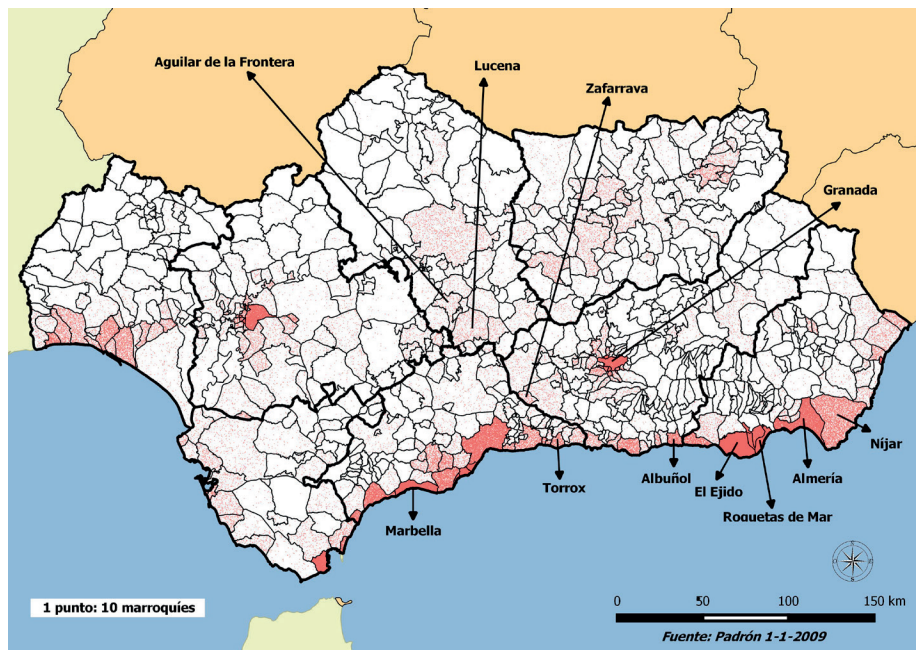 Aguilar de la Frontera
Lucena
Zafarrava
Granada
Níjar
Almería
El Ejido
Roquetas de Mar
Albuñol
Torrox
Marbella
1 punto: 10 marroquíes
0 50 100 150 km
Fuente: Padrón 1-1-2009